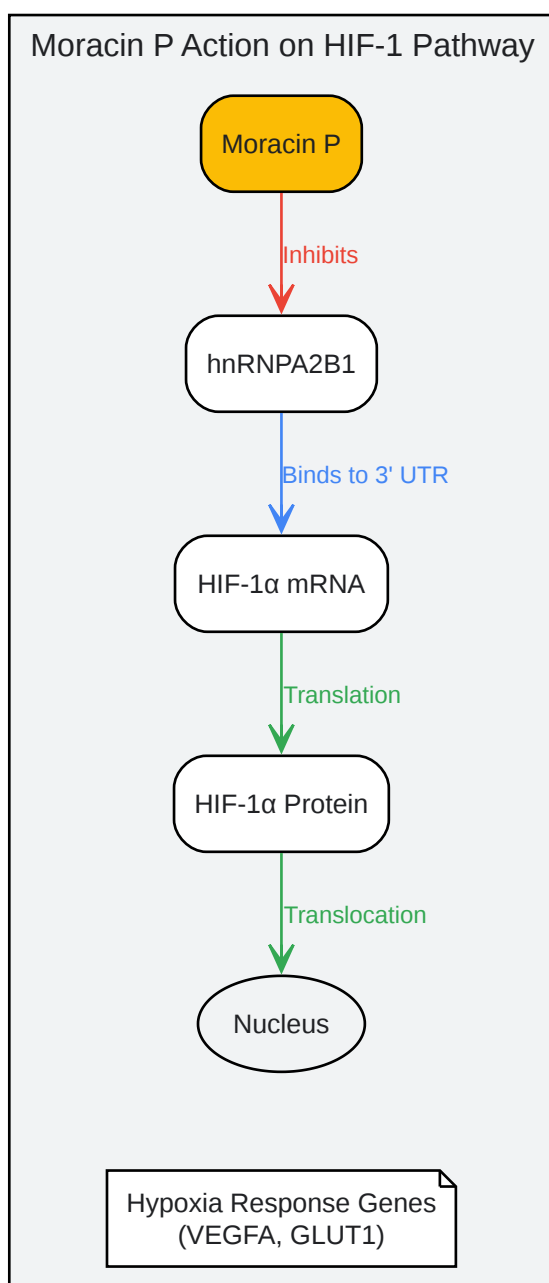 Moracin P Action on HIF-1 Pathway
Moracin P
Inhibits
hnRNPA2B1
Binds to 3' UTR
HIF-1α mRNA
Translation
HIF-1α Protein
Translocation
Nucleus
Hypoxia Response Genes
(VEGFA, GLUT1)